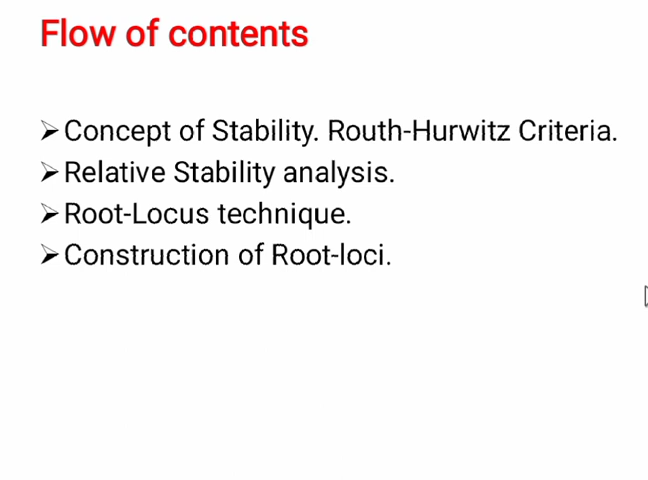 Flow of contents
➢Concept of Stability. Routh-Hurwitz Criteria.
➢Relative Stability analysis.
➢Root-Locus technique.
➢Construction of Root-loci.